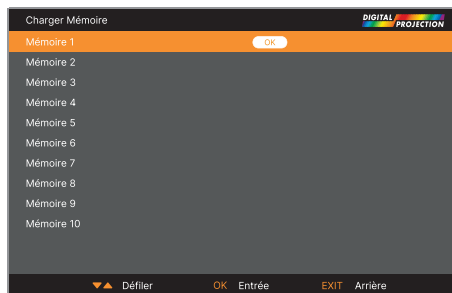 Charger Mémoire
DIGITAL PROJECTION
Mémoire 1 OK
Mémoire 2
Mémoire 3
Mémoire 4
Mémoire 5
Mémoire 6
Mémoire 7
Mémoire 8
Mémoire 9
Mémoire 10
▼▲ Défiler OK Entrée EXIT Arrière